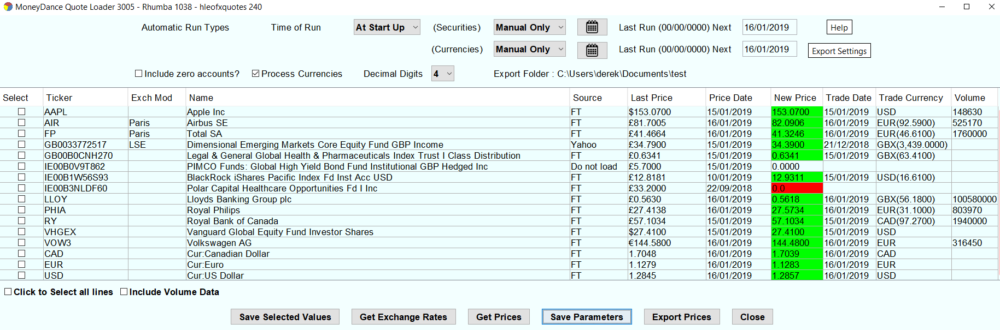 MoneyDance Quote Loader 3005 - Rhumba 1038 - hleofxquotes 240
Automatic Run Types Time of Run At Start Up (Securities) Manual Only Last Run (00/00/0000) Next 16/01/2019 Help
(Currencies) Manual Only Last Run (00/00/0000) Next 16/01/2019 Export Settings
Include zero accounts? Process Currencies Decimal Digits 4 Export Folder : C:\Users\derek\Documents\test
Select Ticker Exch Mod Name Source Last Price Price Date New Price Trade Date Trade Currency Volume
AAPL Apple Inc FT $153.0700 15/01/2019 153.0700 15/01/2019 USD 148630
AIR Paris Airbus SE FT £81.7005 16/01/2019 82.0906 16/01/2019 EUR(92.5900) 525170
FP Paris Total SA FT £41.4664 16/01/2019 41.3246 16/01/2019 EUR(46.6100) 1760000
GB0033772517 LSE Dimensional Emerging Markets Core Equity Fund GBP Income Yahoo £34.7900 15/01/2019 34.3900 21/12/2018 GBX(3,439.0000)
GB00B0CNH270 Legal & General Global Health & Pharmaceuticals Index Trust I Class Distribution FT £0.6341 15/01/2019 0.6341 15/01/2019 GBX(63.4100)
IE00B0V9T862 PIMCO Funds: Global High Yield Bond Fund Institutional GBP Hedged Inc Do not load £5.7000 15/01/2019 0.0000
IE00B1W56S93 BlackRock iShares Pacific Index Fd Inst Acc USD FT £12.8181 10/01/2019 12.9311 15/01/2019 USD(16.6100)
IE00B3NLDF60 Polar Capital Healthcare Opportunities Fd I Inc FT £33.2000 22/09/2018 0.0
LLOY Lloyds Banking Group plc FT £0.5630 16/01/2019 0.5618 16/01/2019 GBX(56.1800) 100580000
PHIA Royal Philips FT £27.4138 16/01/2019 27.5734 16/01/2019 EUR(31.1000) 803970
RY Royal Bank of Canada FT £57.1034 15/01/2019 57.1034 15/01/2019 CAD(97.2700) 1940000
VHGEX Vanguard Global Equity Fund Investor Shares FT $27.4100 15/01/2019 27.4100 15/01/2019 USD
VOW3 Volkswagen AG FT €144.5800 16/01/2019 144.4800 16/01/2019 EUR 316450
CAD Cur:Canadian Dollar FT 1.7048 16/01/2019 1.7039 16/01/2019 CAD
EUR Cur:Euro FT 1.1279 16/01/2019 1.1283 16/01/2019 EUR
USD Cur:US Dollar FT 1.2845 16/01/2019 1.2857 16/01/2019 USD
Click to Select all lines Include Volume Data
Save Selected Values Get Exchange Rates Get Prices Save Parameters Export Prices Close